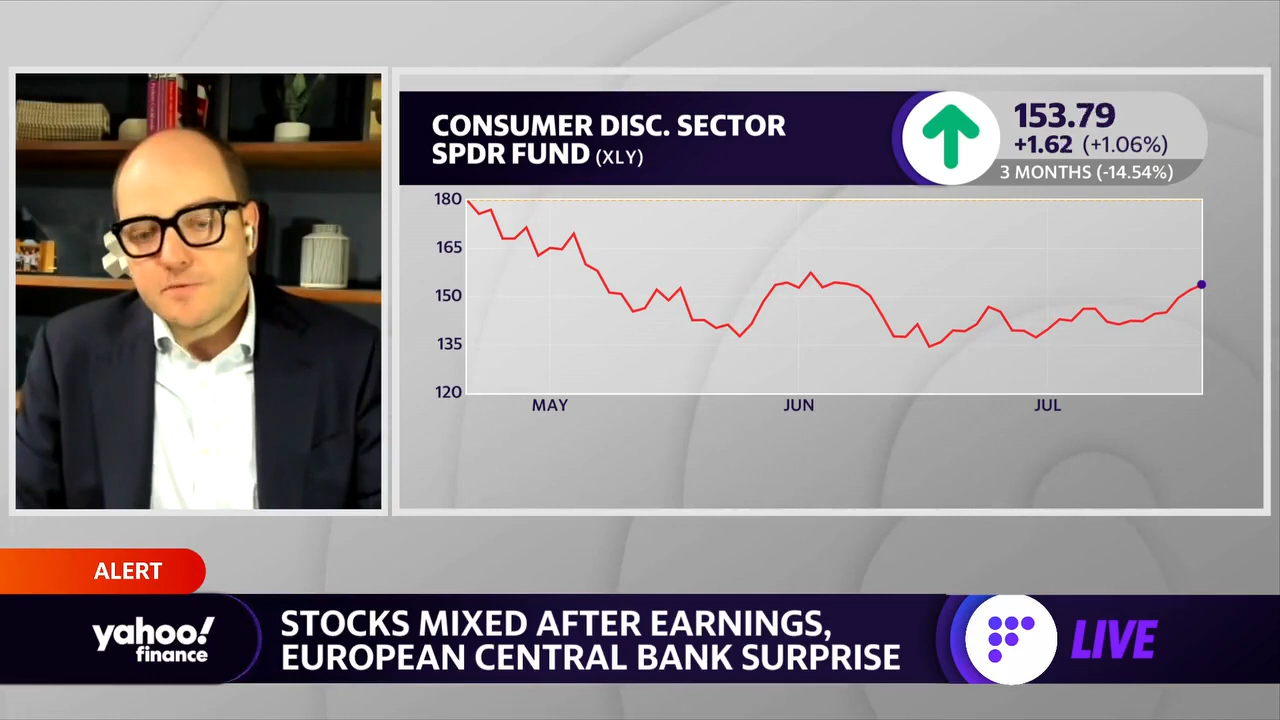 CONSUMER DISC. SECTOR
SPDR FUND (XLY)
153.79
+1.62 (+1.06%)
3 MONTHS (-14.54%)
180
165
150
135
120
MAY JUN JUL
ALERT
yahoo!
finance
STOCKS MIXED AFTER EARNINGS,
EUROPEAN CENTRAL BANK SURPRISE
LIVE